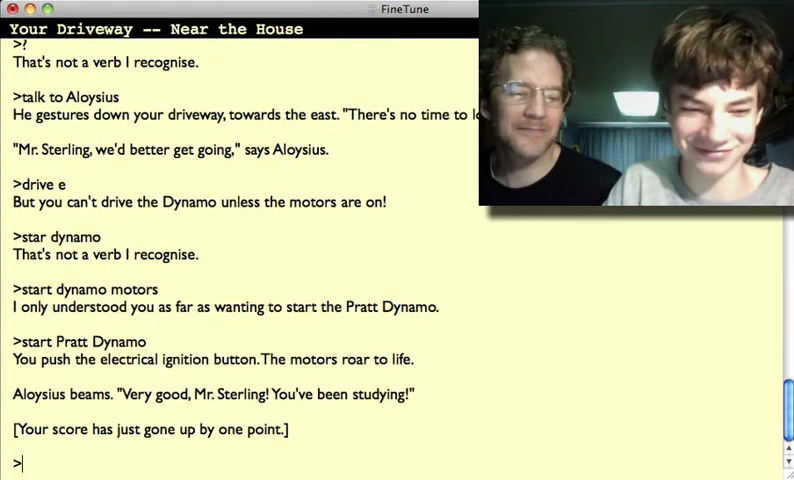 FineTune
Your Driveway -- Near the House
>?
That's not a verb I recognise.
>talk to Aloysius
He gestures down your driveway, towards the east. "There's no time to
"Mr. Sterling, we'd better get going," says Aloysius.
>drive e
But you can't drive the Dynamo unless the motors are on!
>star dynamo
That's not a verb I recognise.
>start dynamo motors
I only understood you as far as wanting to start the Pratt Dynamo.
>start Pratt Dynamo
You push the electrical ignition button. The motors roar to life.
Aloysius beams. "Very good, Mr. Sterling! You've been studying!"
[Your score has just gone up by one point.]
>